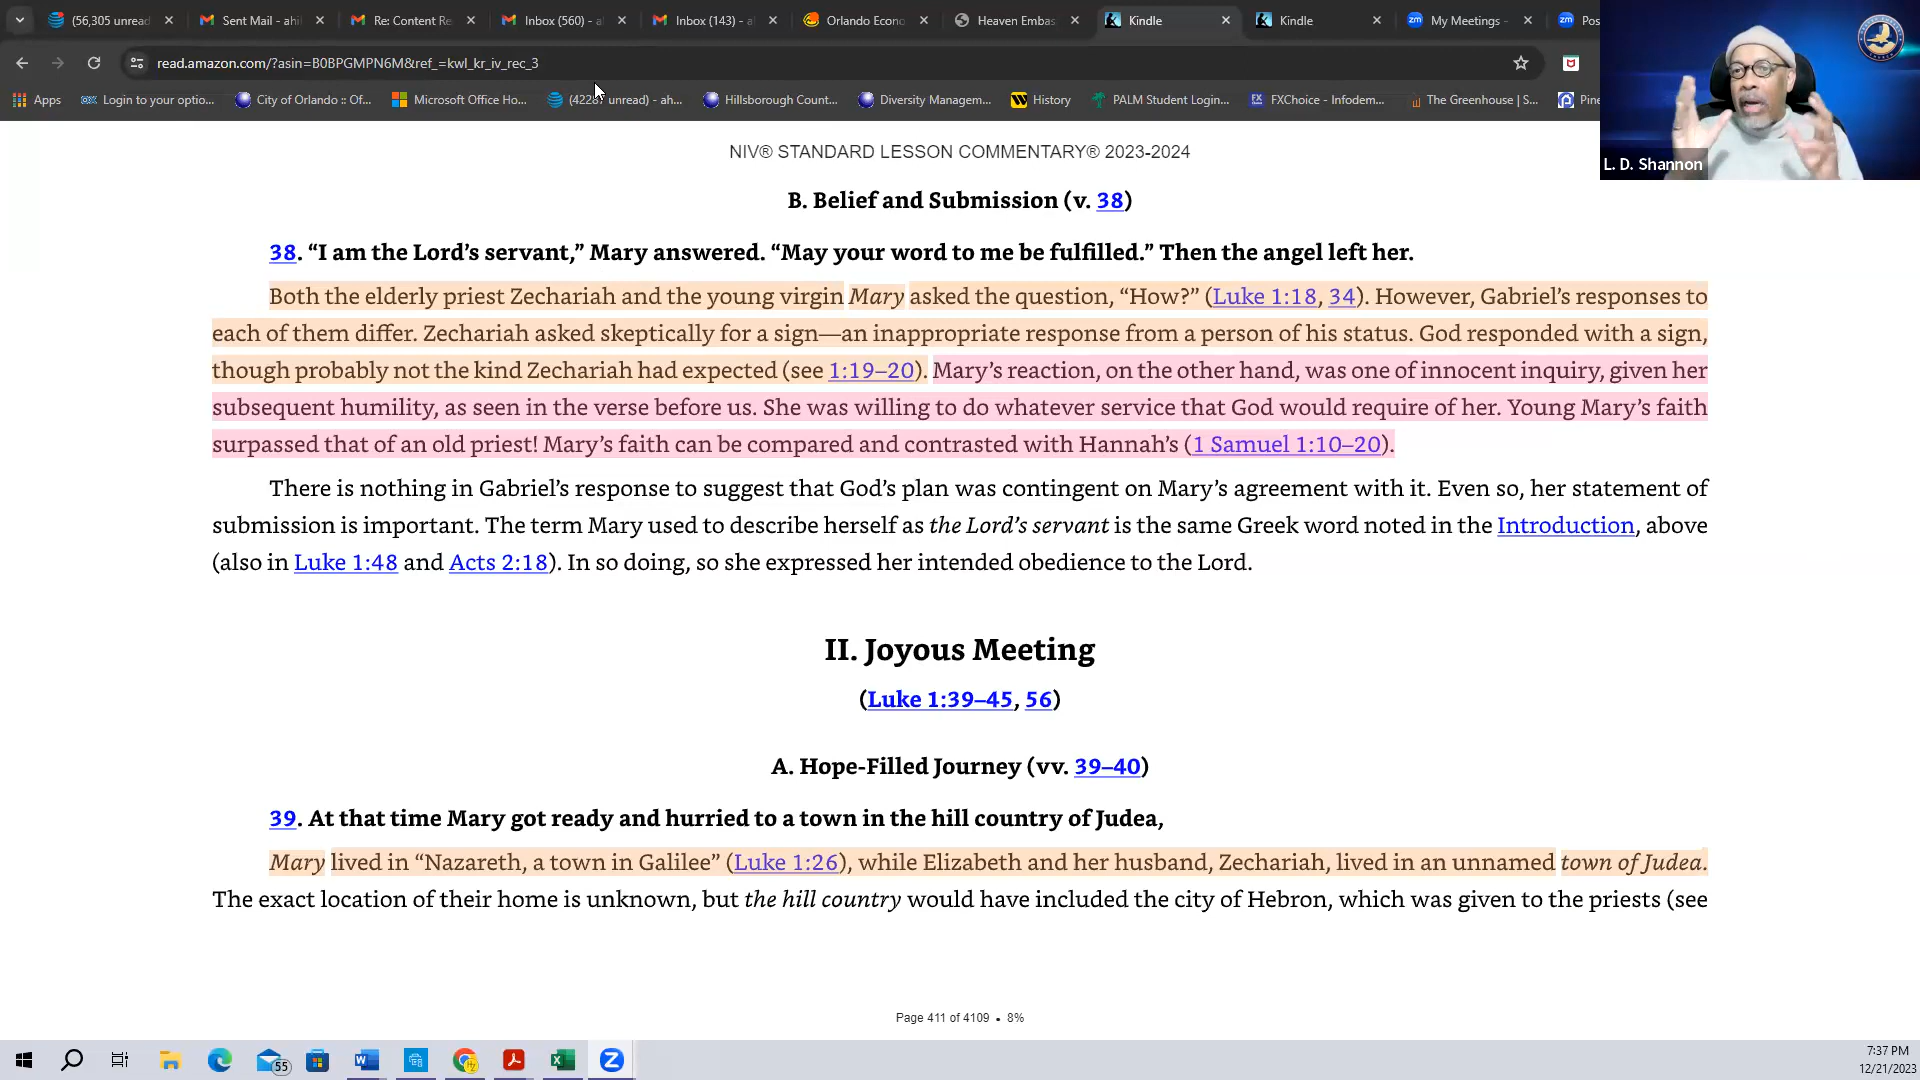 (56,305 unread
Sent Mail - ahi
Re: Content Re
Inbox (560) - a
Inbox (143) - a
Orlando Econo
Heaven Embas
Kindle
Kindle
My Meetings -
Pos
read.amazon.com/?asin=B0BPGMPN6M&ref_=kwl_kr_iv_rec_3
Apps
Login to your optio...
City of Orlando :: Of...
Microsoft Office Ho...
unread) - ah...
Hillsborough Count...
Diversity Managem...
History
PALM Student Login...
FXChoice - Infodem...
The Greenhouse | S...
Pine
L. D. Shannon
NIV® STANDARD LESSON COMMENTARY® 2023-2024
B. Belief and Submission (v. 38)
38. “I am the Lord’s servant,” Mary answered. “May your word to me be fulfilled.” Then the angel left her.
Both the elderly priest Zechariah and the young virgin Mary asked the question, “How?” (Luke 1:18, 34). However, Gabriel’s responses to
each of them differ. Zechariah asked skeptically for a sign—an inappropriate response from a person of his status. God responded with a sign,
though probably not the kind Zechariah had expected (see 1:19–20). Mary’s reaction, on the other hand, was one of innocent inquiry, given her
subsequent humility, as seen in the verse before us. She was willing to do whatever service that God would require of her. Young Mary’s faith
surpassed that of an old priest! Mary’s faith can be compared and contrasted with Hannah’s (1 Samuel 1:10–20).
There is nothing in Gabriel’s response to suggest that God’s plan was contingent on Mary’s agreement with it. Even so, her statement of
submission is important. The term Mary used to describe herself as the Lord’s servant is the same Greek word noted in the Introduction, above
(also in Luke 1:48 and Acts 2:18). In so doing, so she expressed her intended obedience to the Lord.
II. Joyous Meeting
(Luke 1:39–45, 56)
A. Hope-Filled Journey (vv. 39–40)
39. At that time Mary got ready and hurried to a town in the hill country of Judea,
Mary lived in “Nazareth, a town in Galilee” (Luke 1:26), while Elizabeth and her husband, Zechariah, lived in an unnamed town of Judea.
The exact location of their home is unknown, but the hill country would have included the city of Hebron, which was given to the priests (see
Page 411 of 4109 • 8%
55
7:37 PM
12/21/2023